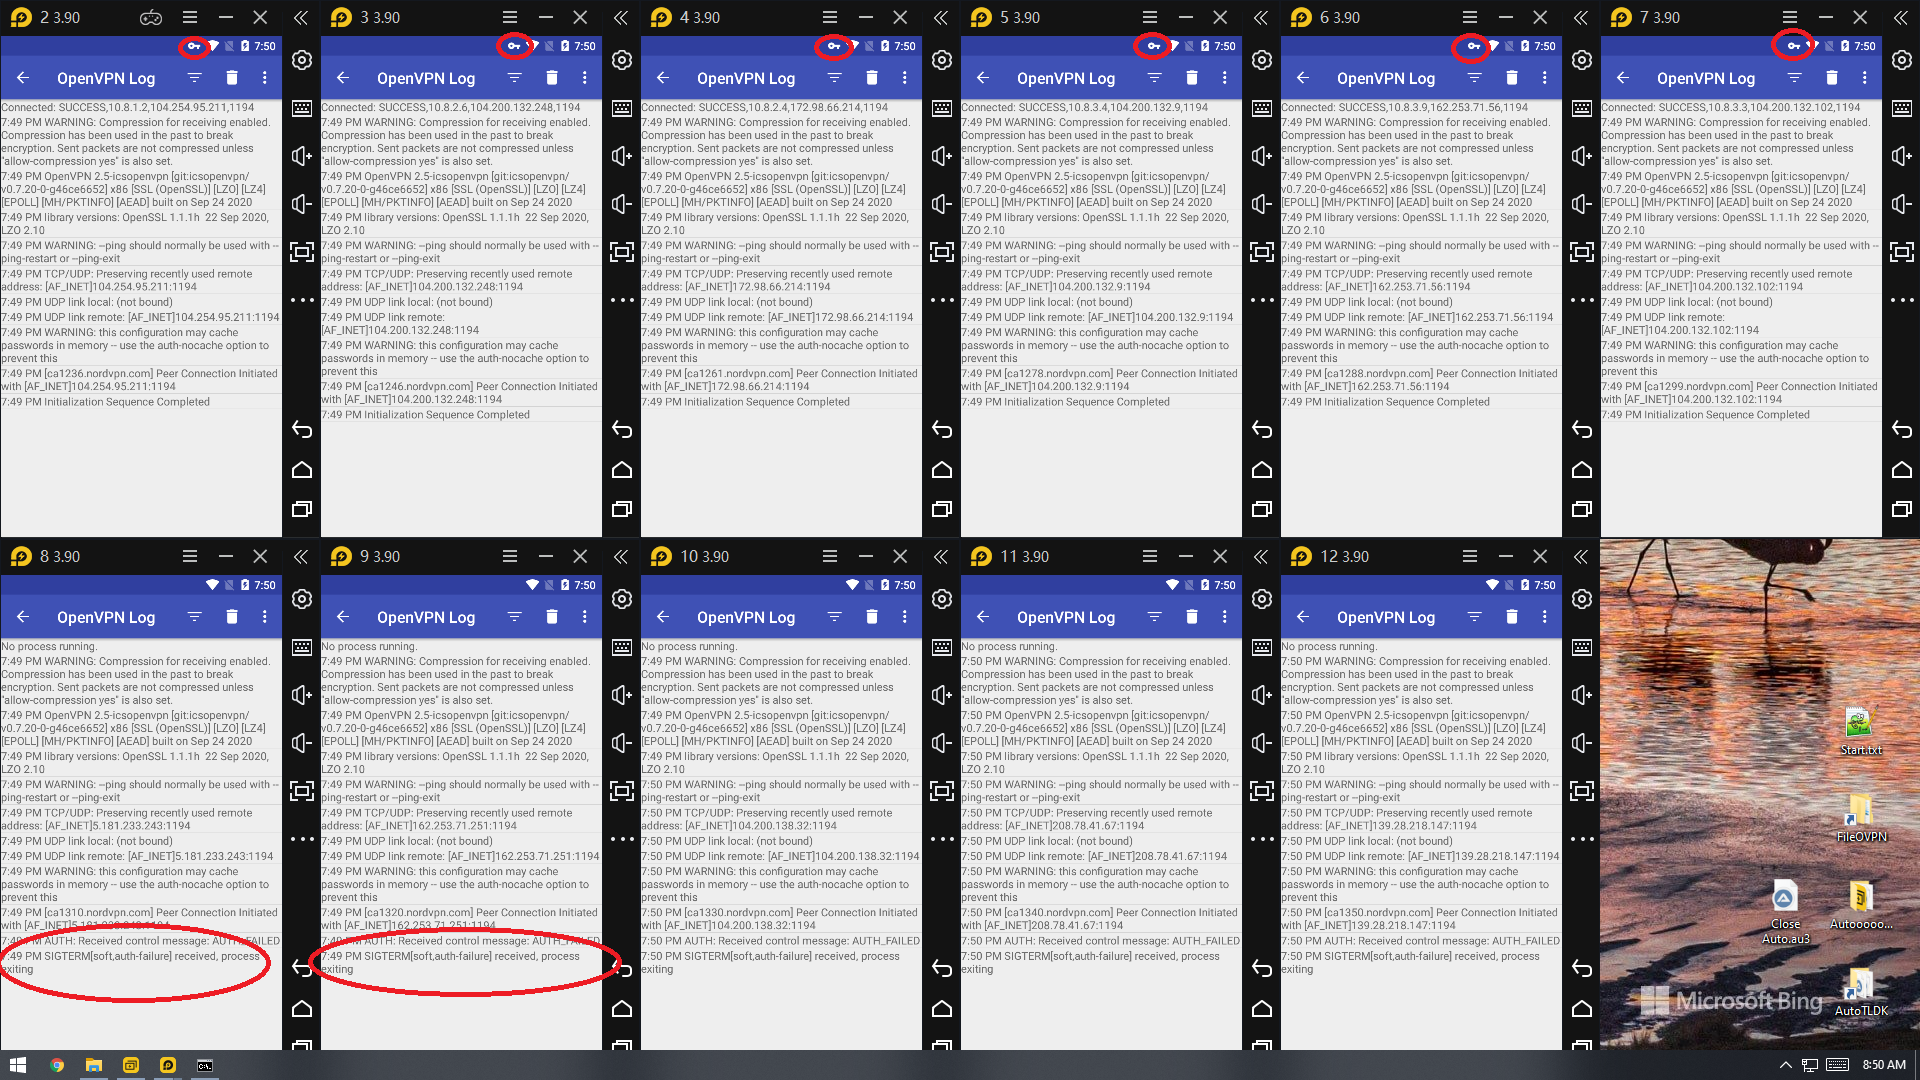 2 3.90
7:50
OpenVPN Log
Connected: SUCCESS,10.8.1.2,104.254.95.211,1194
7:49 PM WARNING: Compression for receiving enabled.
Compression has been used in the past to break
encryption. Sent packets are not compressed unless
"allow-compression yes" is also set.
7:49 PM OpenVPN 2.5-icsopenvpn [git:icsopenvpn/
v0.7.20-0-g46ce6652] x86 [SSL (OpenSSL)] [LZO] [LZ4]
[EPOLL] [MH/PKTINFO] [AEAD] built on Sep 24 2020
7:49 PM library versions: OpenSSL 1.1.1h  22 Sep 2020,
LZO 2.10
7:49 PM WARNING: --ping should normally be used with --
ping-restart or --ping-exit
7:49 PM TCP/UDP: Preserving recently used remote
address: [AF_INET]104.254.95.211:1194
7:49 PM UDP link local: (not bound)
7:49 PM UDP link remote: [AF_INET]104.254.95.211:1194
7:49 PM WARNING: this configuration may cache
passwords in memory -- use the auth-nocache option to
prevent this
7:49 PM [ca1236.nordvpn.com] Peer Connection Initiated
with [AF_INET]104.254.95.211:1194
7:49 PM Initialization Sequence Completed
3 3.90
7:50
OpenVPN Log
Connected: SUCCESS,10.8.2.6,104.200.132.248,1194
7:49 PM WARNING: Compression for receiving enabled.
Compression has been used in the past to break
encryption. Sent packets are not compressed unless
"allow-compression yes" is also set.
7:49 PM OpenVPN 2.5-icsopenvpn [git:icsopenvpn/
v0.7.20-0-g46ce6652] x86 [SSL (OpenSSL)] [LZO] [LZ4]
[EPOLL] [MH/PKTINFO] [AEAD] built on Sep 24 2020
7:49 PM library versions: OpenSSL 1.1.1h  22 Sep 2020,
LZO 2.10
7:49 PM WARNING: --ping should normally be used with --
ping-restart or --ping-exit
7:49 PM TCP/UDP: Preserving recently used remote
address: [AF_INET]104.200.132.248:1194
7:49 PM UDP link local: (not bound)
7:49 PM UDP link remote:
[AF_INET]104.200.132.248:1194
7:49 PM WARNING: this configuration may cache
passwords in memory -- use the auth-nocache option to
prevent this
7:49 PM [ca1246.nordvpn.com] Peer Connection Initiated
with [AF_INET]104.200.132.248:1194
7:49 PM Initialization Sequence Completed
4 3.90
7:50
OpenVPN Log
Connected: SUCCESS,10.8.2.4,172.98.66.214,1194
7:49 PM WARNING: Compression for receiving enabled.
Compression has been used in the past to break
encryption. Sent packets are not compressed unless
"allow-compression yes" is also set.
7:49 PM OpenVPN 2.5-icsopenvpn [git:icsopenvpn/
v0.7.20-0-g46ce6652] x86 [SSL (OpenSSL)] [LZO] [LZ4]
[EPOLL] [MH/PKTINFO] [AEAD] built on Sep 24 2020
7:49 PM library versions: OpenSSL 1.1.1h  22 Sep 2020,
LZO 2.10
7:49 PM WARNING: --ping should normally be used with --
ping-restart or --ping-exit
7:49 PM TCP/UDP: Preserving recently used remote
address: [AF_INET]172.98.66.214:1194
7:49 PM UDP link local: (not bound)
7:49 PM UDP link remote: [AF_INET]172.98.66.214:1194
7:49 PM WARNING: this configuration may cache
passwords in memory -- use the auth-nocache option to
prevent this
7:49 PM [ca1261.nordvpn.com] Peer Connection Initiated
with [AF_INET]172.98.66.214:1194
7:49 PM Initialization Sequence Completed
5 3.90
7:50
OpenVPN Log
Connected: SUCCESS,10.8.3.4,104.200.132.9,1194
7:49 PM WARNING: Compression for receiving enabled.
Compression has been used in the past to break
encryption. Sent packets are not compressed unless
"allow-compression yes" is also set.
7:49 PM OpenVPN 2.5-icsopenvpn [git:icsopenvpn/
v0.7.20-0-g46ce6652] x86 [SSL (OpenSSL)] [LZO] [LZ4]
[EPOLL] [MH/PKTINFO] [AEAD] built on Sep 24 2020
7:49 PM library versions: OpenSSL 1.1.1h  22 Sep 2020,
LZO 2.10
7:49 PM WARNING: --ping should normally be used with --
ping-restart or --ping-exit
7:49 PM TCP/UDP: Preserving recently used remote
address: [AF_INET]104.200.132.9:1194
7:49 PM UDP link local: (not bound)
7:49 PM UDP link remote: [AF_INET]104.200.132.9:1194
7:49 PM WARNING: this configuration may cache
passwords in memory -- use the auth-nocache option to
prevent this
7:49 PM [ca1278.nordvpn.com] Peer Connection Initiated
with [AF_INET]104.200.132.9:1194
7:49 PM Initialization Sequence Completed
6 3.90
7:50
OpenVPN Log
Connected: SUCCESS,10.8.3.9,162.253.71.56,1194
7:49 PM WARNING: Compression for receiving enabled.
Compression has been used in the past to break
encryption. Sent packets are not compressed unless
"allow-compression yes" is also set.
7:49 PM OpenVPN 2.5-icsopenvpn [git:icsopenvpn/
v0.7.20-0-g46ce6652] x86 [SSL (OpenSSL)] [LZO] [LZ4]
[EPOLL] [MH/PKTINFO] [AEAD] built on Sep 24 2020
7:49 PM library versions: OpenSSL 1.1.1h  22 Sep 2020,
LZO 2.10
7:49 PM WARNING: --ping should normally be used with --
ping-restart or --ping-exit
7:49 PM TCP/UDP: Preserving recently used remote
address: [AF_INET]162.253.71.56:1194
7:49 PM UDP link local: (not bound)
7:49 PM UDP link remote: [AF_INET]162.253.71.56:1194
7:49 PM WARNING: this configuration may cache
passwords in memory -- use the auth-nocache option to
prevent this
7:49 PM [ca1288.nordvpn.com] Peer Connection Initiated
with [AF_INET]162.253.71.56:1194
7:49 PM Initialization Sequence Completed
7 3.90
7:50
OpenVPN Log
Connected: SUCCESS,10.8.3.3,104.200.132.102,1194
7:49 PM WARNING: Compression for receiving enabled.
Compression has been used in the past to break
encryption. Sent packets are not compressed unless
"allow-compression yes" is also set.
7:49 PM OpenVPN 2.5-icsopenvpn [git:icsopenvpn/
v0.7.20-0-g46ce6652] x86 [SSL (OpenSSL)] [LZO] [LZ4]
[EPOLL] [MH/PKTINFO] [AEAD] built on Sep 24 2020
7:49 PM library versions: OpenSSL 1.1.1h  22 Sep 2020,
LZO 2.10
7:49 PM WARNING: --ping should normally be used with --
ping-restart or --ping-exit
7:49 PM TCP/UDP: Preserving recently used remote
address: [AF_INET]104.200.132.102:1194
7:49 PM UDP link local: (not bound)
7:49 PM UDP link remote:
[AF_INET]104.200.132.102:1194
7:49 PM WARNING: this configuration may cache
passwords in memory -- use the auth-nocache option to
prevent this
7:49 PM [ca1299.nordvpn.com] Peer Connection Initiated
with [AF_INET]104.200.132.102:1194
7:49 PM Initialization Sequence Completed
8 3.90
7:50
OpenVPN Log
No process running.
7:49 PM WARNING: Compression for receiving enabled.
Compression has been used in the past to break
encryption. Sent packets are not compressed unless
"allow-compression yes" is also set.
7:49 PM OpenVPN 2.5-icsopenvpn [git:icsopenvpn/
v0.7.20-0-g46ce6652] x86 [SSL (OpenSSL)] [LZO] [LZ4]
[EPOLL] [MH/PKTINFO] [AEAD] built on Sep 24 2020
7:49 PM library versions: OpenSSL 1.1.1h  22 Sep 2020,
LZO 2.10
7:49 PM WARNING: --ping should normally be used with --
ping-restart or --ping-exit
7:49 PM TCP/UDP: Preserving recently used remote
address: [AF_INET]5.181.233.243:1194
7:49 PM UDP link local: (not bound)
7:49 PM UDP link remote: [AF_INET]5.181.233.243:1194
7:49 PM WARNING: this configuration may cache
passwords in memory -- use the auth-nocache option to
prevent this
7:49 PM [ca1310.nordvpn.com] Peer Connection Initiated
with [AF_INET]5.181.233.243:1194
7:49 PM AUTH: Received control message: AUTH_FAILED
7:49 PM SIGTERM[soft,auth-failure] received, process
exiting
9 3.90
7:50
OpenVPN Log
No process running.
7:49 PM WARNING: Compression for receiving enabled.
Compression has been used in the past to break
encryption. Sent packets are not compressed unless
"allow-compression yes" is also set.
7:49 PM OpenVPN 2.5-icsopenvpn [git:icsopenvpn/
v0.7.20-0-g46ce6652] x86 [SSL (OpenSSL)] [LZO] [LZ4]
[EPOLL] [MH/PKTINFO] [AEAD] built on Sep 24 2020
7:49 PM library versions: OpenSSL 1.1.1h  22 Sep 2020,
LZO 2.10
7:49 PM WARNING: --ping should normally be used with --
ping-restart or --ping-exit
7:49 PM TCP/UDP: Preserving recently used remote
address: [AF_INET]162.253.71.251:1194
7:49 PM UDP link local: (not bound)
7:49 PM UDP link remote: [AF_INET]162.253.71.251:1194
7:49 PM WARNING: this configuration may cache
passwords in memory -- use the auth-nocache option to
prevent this
7:49 PM [ca1320.nordvpn.com] Peer Connection Initiated
with [AF_INET]162.253.71.251:1194
7:49 PM AUTH: Received control message: AUTH_FAILED
7:49 PM SIGTERM[soft,auth-failure] received, process
exiting
10 3.90
7:50
OpenVPN Log
No process running.
7:49 PM WARNING: Compression for receiving enabled.
Compression has been used in the past to break
encryption. Sent packets are not compressed unless
"allow-compression yes" is also set.
7:49 PM OpenVPN 2.5-icsopenvpn [git:icsopenvpn/
v0.7.20-0-g46ce6652] x86 [SSL (OpenSSL)] [LZO] [LZ4]
[EPOLL] [MH/PKTINFO] [AEAD] built on Sep 24 2020
7:49 PM library versions: OpenSSL 1.1.1h  22 Sep 2020,
LZO 2.10
7:49 PM WARNING: --ping should normally be used with --
ping-restart or --ping-exit
7:50 PM TCP/UDP: Preserving recently used remote
address: [AF_INET]104.200.138.32:1194
7:50 PM UDP link local: (not bound)
7:50 PM UDP link remote: [AF_INET]104.200.138.32:1194
7:50 PM WARNING: this configuration may cache
passwords in memory -- use the auth-nocache option to
prevent this
7:50 PM [ca1330.nordvpn.com] Peer Connection Initiated
with [AF_INET]104.200.138.32:1194
7:50 PM AUTH: Received control message: AUTH_FAILED
7:50 PM SIGTERM[soft,auth-failure] received, process
exiting
11 3.90
7:50
OpenVPN Log
No process running.
7:50 PM WARNING: Compression for receiving enabled.
Compression has been used in the past to break
encryption. Sent packets are not compressed unless
"allow-compression yes" is also set.
7:50 PM OpenVPN 2.5-icsopenvpn [git:icsopenvpn/
v0.7.20-0-g46ce6652] x86 [SSL (OpenSSL)] [LZO] [LZ4]
[EPOLL] [MH/PKTINFO] [AEAD] built on Sep 24 2020
7:50 PM library versions: OpenSSL 1.1.1h  22 Sep 2020,
LZO 2.10
7:50 PM WARNING: --ping should normally be used with --
ping-restart or --ping-exit
7:50 PM TCP/UDP: Preserving recently used remote
address: [AF_INET]208.78.41.67:1194
7:50 PM UDP link local: (not bound)
7:50 PM UDP link remote: [AF_INET]208.78.41.67:1194
7:50 PM WARNING: this configuration may cache
passwords in memory -- use the auth-nocache option to
prevent this
7:50 PM [ca1340.nordvpn.com] Peer Connection Initiated
with [AF_INET]208.78.41.67:1194
7:50 PM AUTH: Received control message: AUTH_FAILED
7:50 PM SIGTERM[soft,auth-failure] received, process
exiting
12 3.90
7:50
OpenVPN Log
No process running.
7:50 PM WARNING: Compression for receiving enabled.
Compression has been used in the past to break
encryption. Sent packets are not compressed unless
"allow-compression yes" is also set.
7:50 PM OpenVPN 2.5-icsopenvpn [git:icsopenvpn/
v0.7.20-0-g46ce6652] x86 [SSL (OpenSSL)] [LZO] [LZ4]
[EPOLL] [MH/PKTINFO] [AEAD] built on Sep 24 2020
7:50 PM library versions: OpenSSL 1.1.1h  22 Sep 2020,
LZO 2.10
7:50 PM WARNING: --ping should normally be used with --
ping-restart or --ping-exit
7:50 PM TCP/UDP: Preserving recently used remote
address: [AF_INET]139.28.218.147:1194
7:50 PM UDP link local: (not bound)
7:50 PM UDP link remote: [AF_INET]139.28.218.147:1194
7:50 PM WARNING: this configuration may cache
passwords in memory -- use the auth-nocache option to
prevent this
7:50 PM [ca1350.nordvpn.com] Peer Connection Initiated
with [AF_INET]139.28.218.147:1194
7:50 PM AUTH: Received control message: AUTH_FAILED
7:50 PM SIGTERM[soft,auth-failure] received, process
exiting
Start.txt
FileOVPN
Close
Auto.au3
Autooooo...
Microsoft Bing
AutoTLDK
8:50 AM